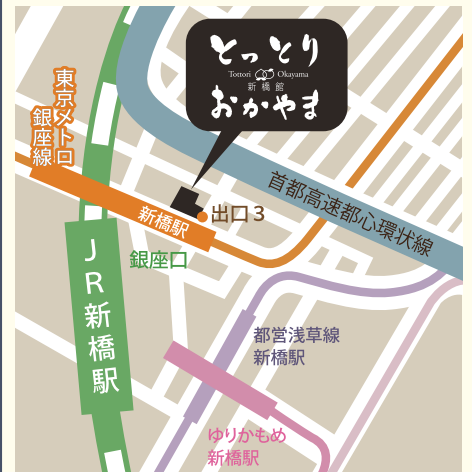 とっとり
Tottori Okayama
新橋館
おかやま
東京メトロ
銀座線
首都高速都心環状線
新橋駅
出口3
銀座口
JR新橋駅
都営浅草線
新橋駅
ゆりかもめ
新橋駅